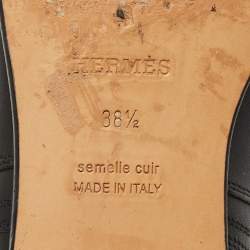 HERMÈS
38½
semelle cuir
MADE IN ITALY